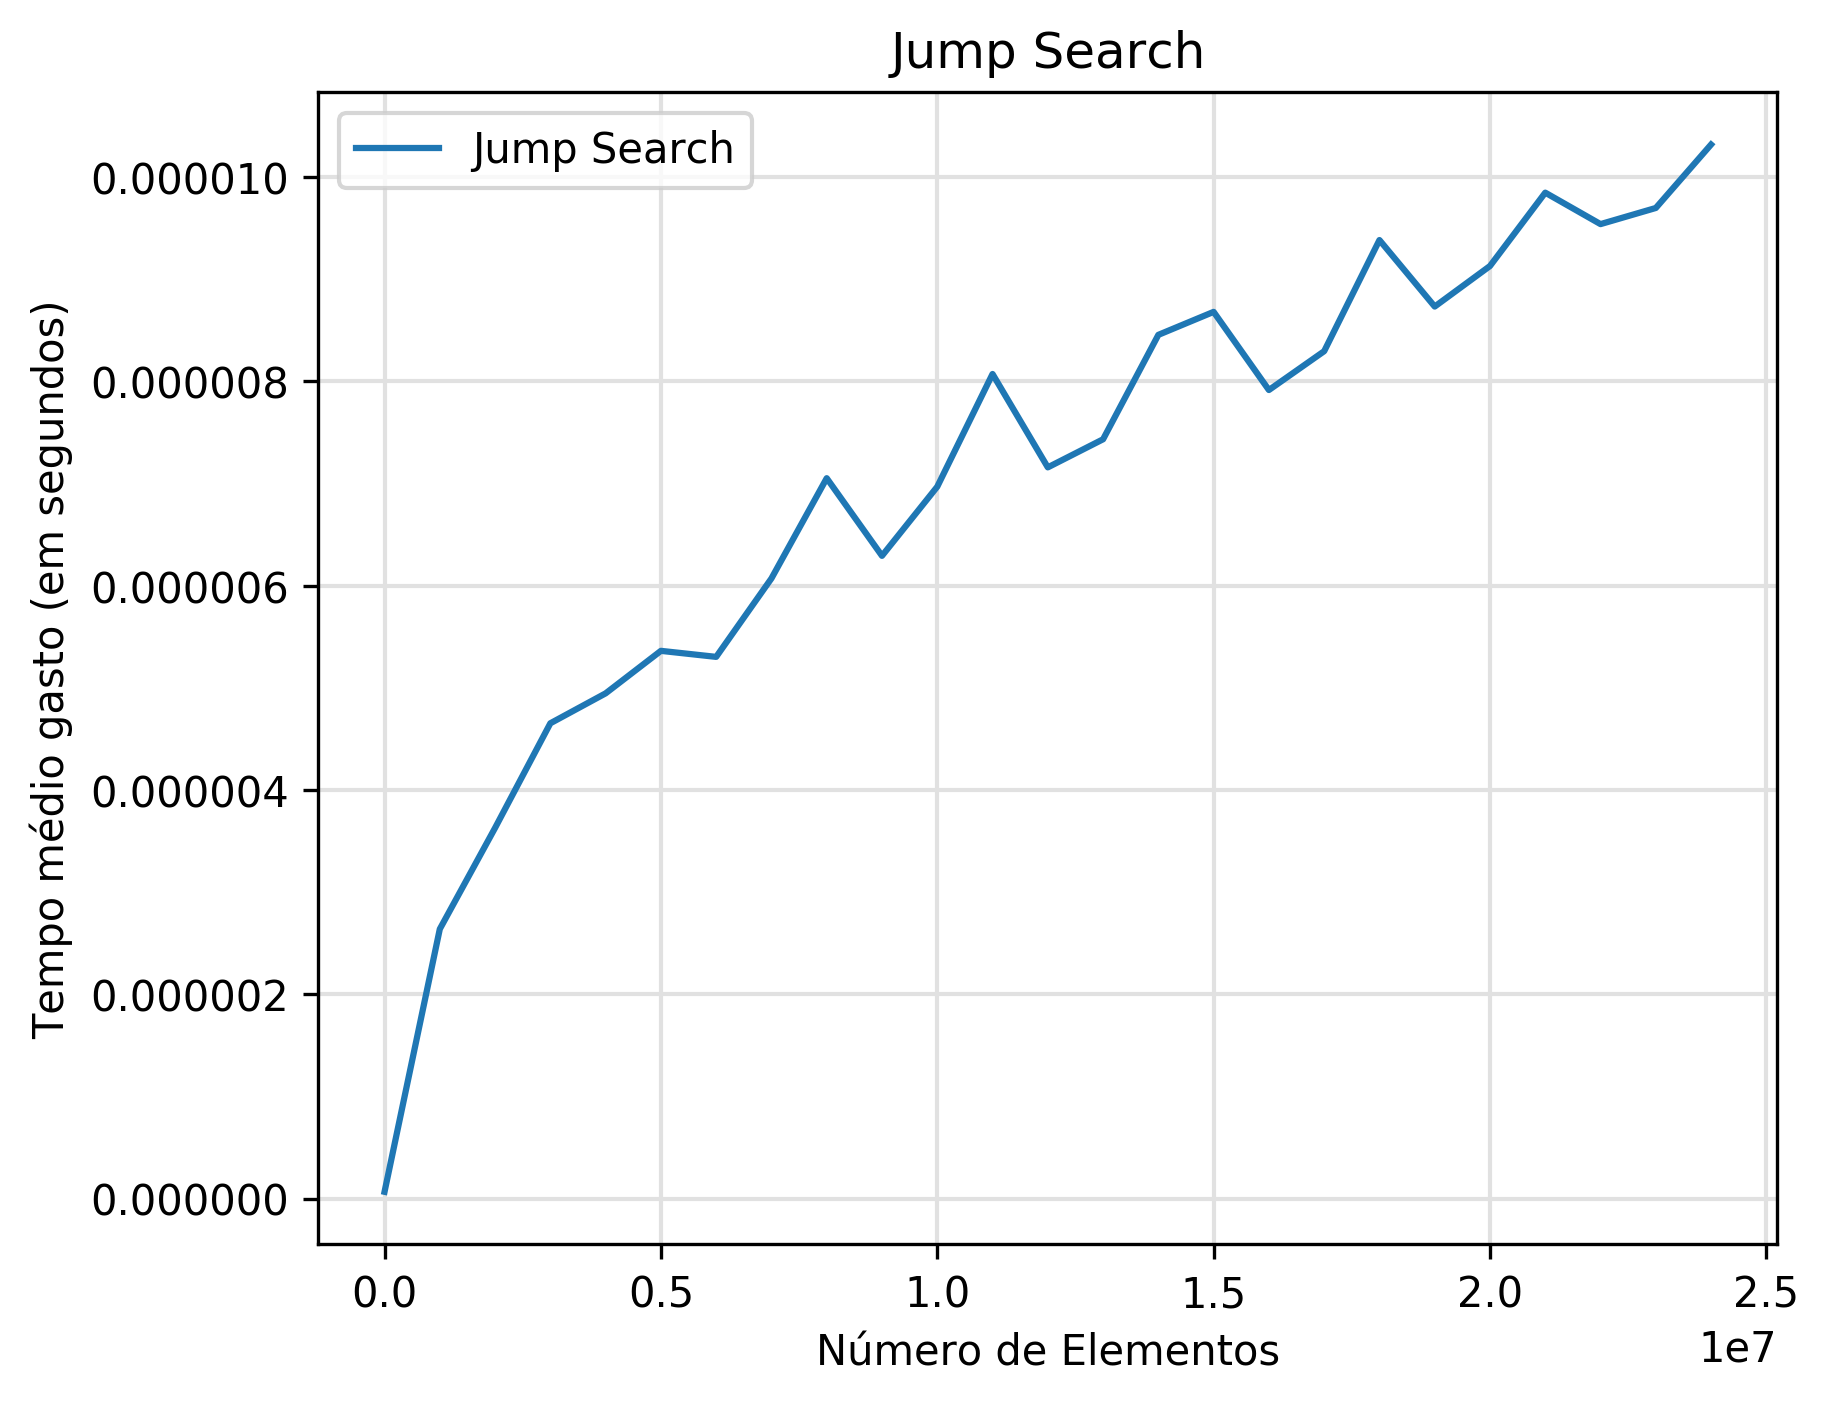 Jump Search
Jump Search
0.000010
0.000008
0.000006
0.000004
0.000002
0.000000
Tempo médio gasto (em segundos)
0.0 0.5 1.0 1.5 2.0 2.5
1e7
Número de Elementos